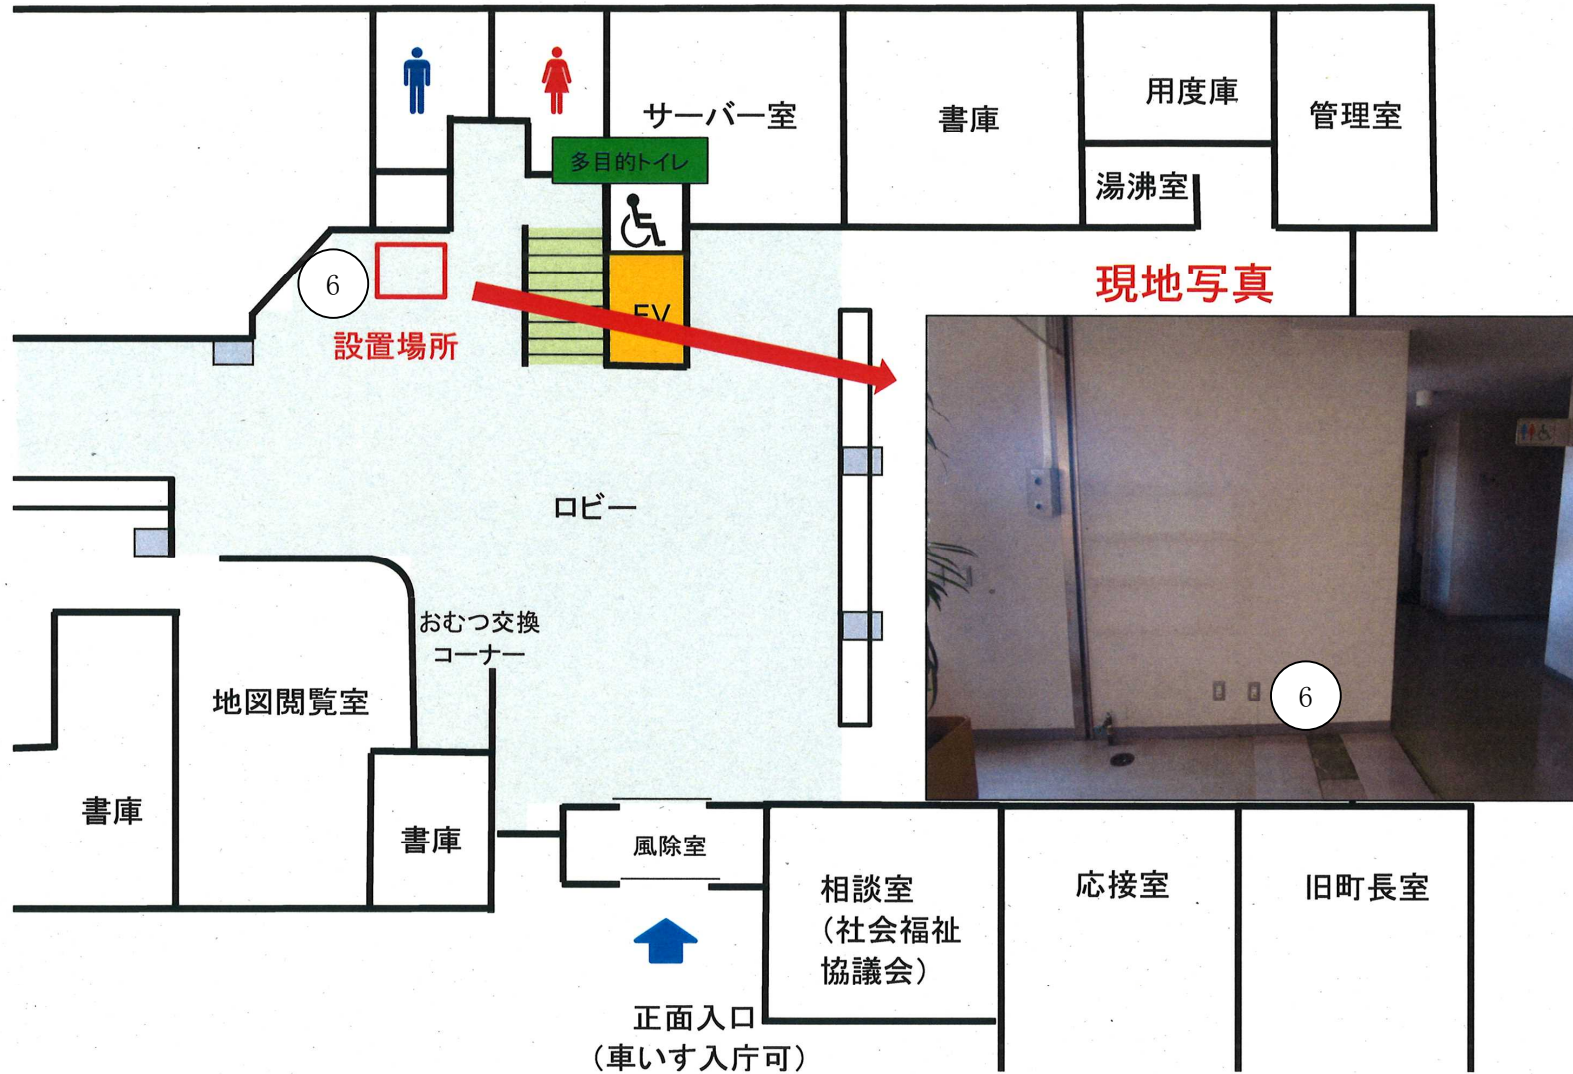 サーバー室
書庫
用度庫
管理室
多目的トイレ
湯沸室
6
設置場所
EV
現地写真
ロビー
おむつ交換
コーナー
地図閲覧室
6
書庫
書庫
風除室
相談室
（社会福祉
協議会）
応接室
旧町長室
正面入口
（車いす入庁可）